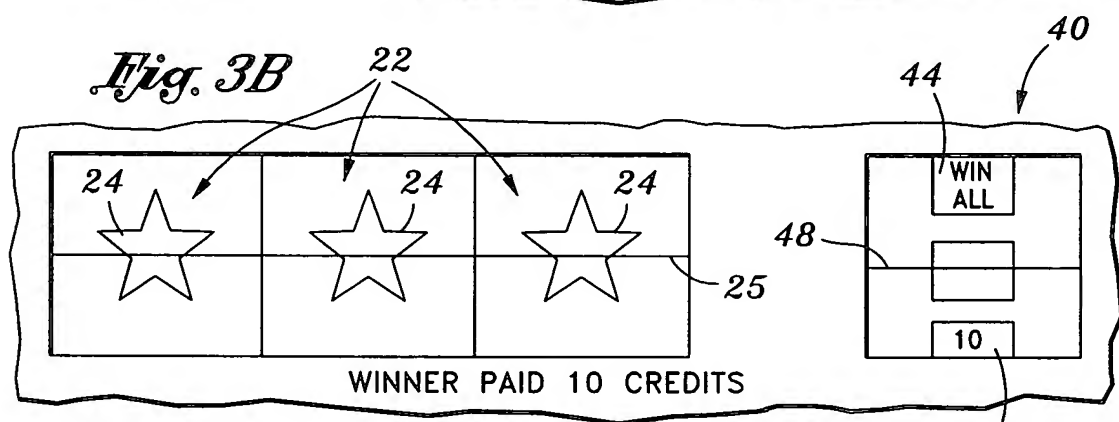 40
Fig. 3B 22 44
24 24 24 WIN
ALL
48
25
10
WINNER PAID 10 CREDITS